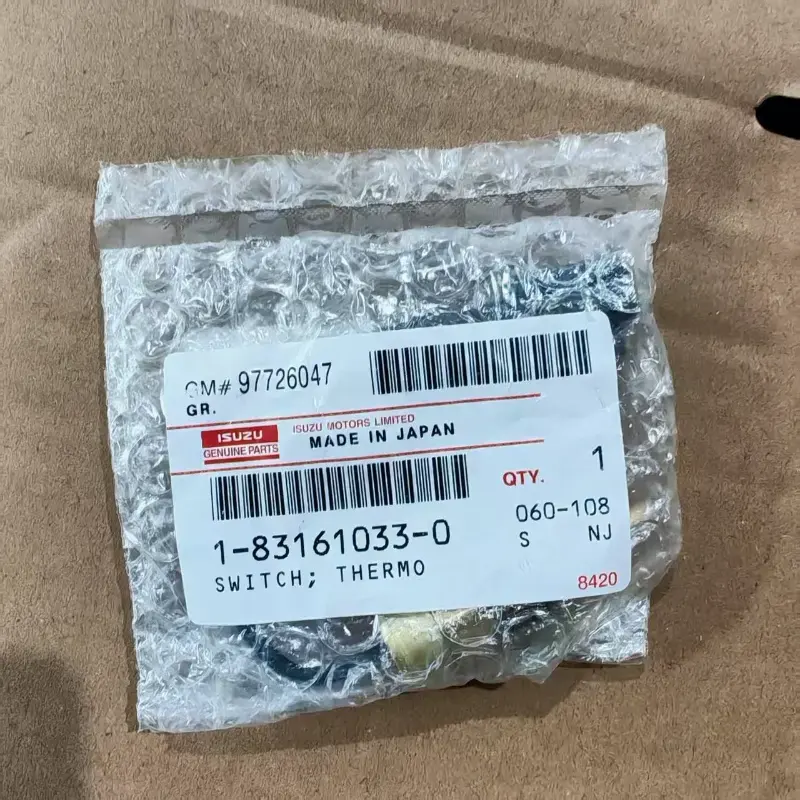 GM# 97726047
GR.
ISUZU
GENUINE PARTS
ISUZU MOTORS LIMITED
MADE IN JAPAN
QTY. 1
1-83161033-0
060-108
SWITCH; THERMO
S NJ
8420